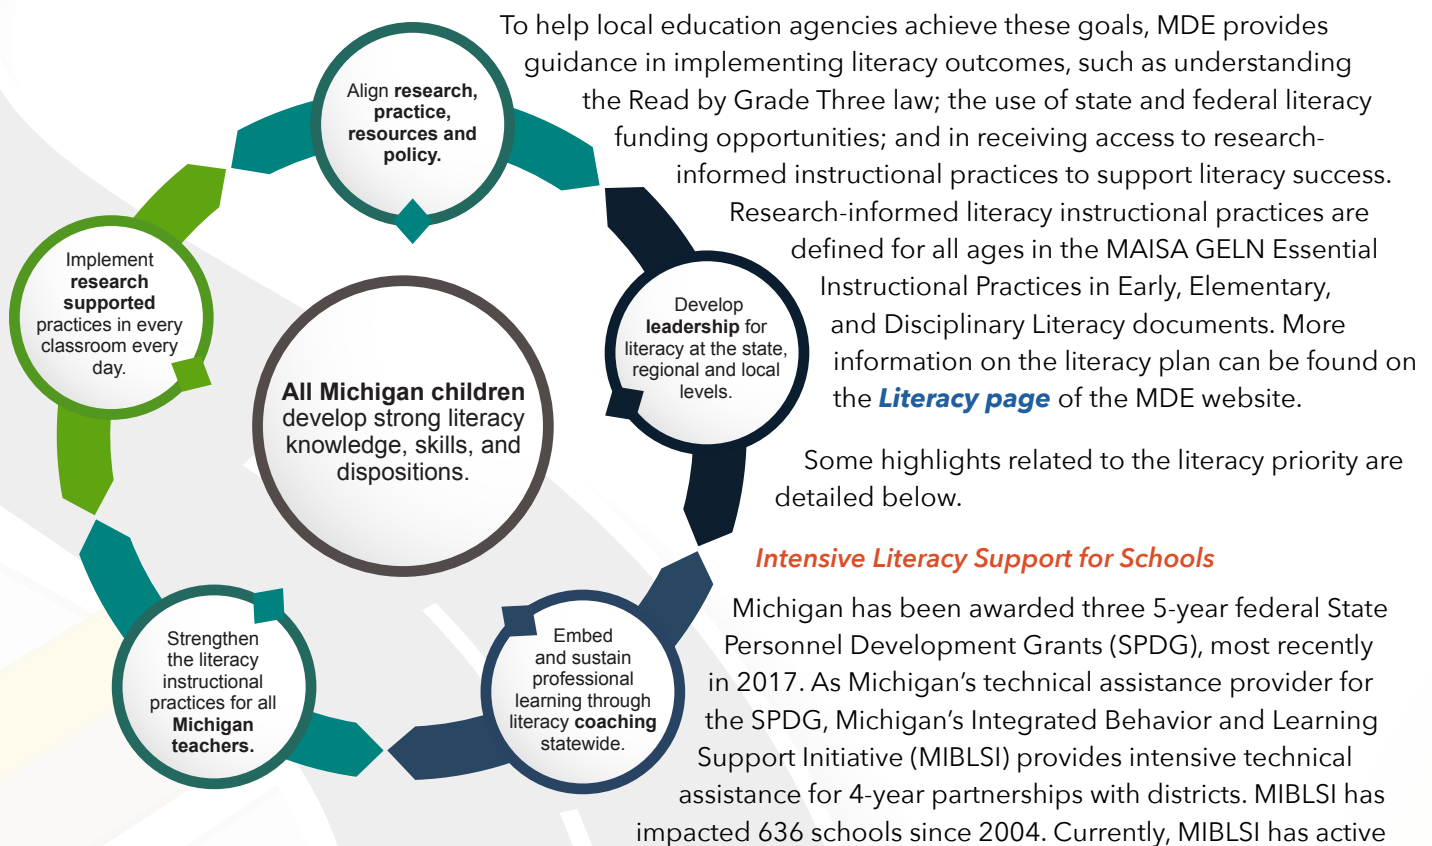 Align research,
practice,
resources and
policy.
Develop
leadership for
literacy at the state,
regional and local
levels.
Embed
and sustain
professional
learning through
literacy coaching
statewide.
Strengthen
the literacy
instructional
practices for all
Michigan
teachers.
Implement
research
supported
practices in every
classroom every
day.
All Michigan children
develop strong literacy
knowledge, skills, and
dispositions.
To help local education agencies achieve these goals, MDE provides
guidance in implementing literacy outcomes, such as understanding
the Read by Grade Three law; the use of state and federal literacy
funding opportunities; and in receiving access to research-
informed instructional practices to support literacy success.
Research-informed literacy instructional practices are
defined for all ages in the MAISA GELN Essential
Instructional Practices in Early, Elementary,
and Disciplinary Literacy documents. More
information on the literacy plan can be found on
the Literacy page of the MDE website.
Some highlights related to the literacy priority are
detailed below.
Intensive Literacy Support for Schools
Michigan has been awarded three 5-year federal State
Personnel Development Grants (SPDG), most recently
in 2017. As Michigan’s technical assistance provider for
the SPDG, Michigan’s Integrated Behavior and Learning
Support Initiative (MIBLSI) provides intensive technical
assistance for 4-year partnerships with districts. MIBLSI has
impacted 636 schools since 2004. Currently, MIBLSI has active